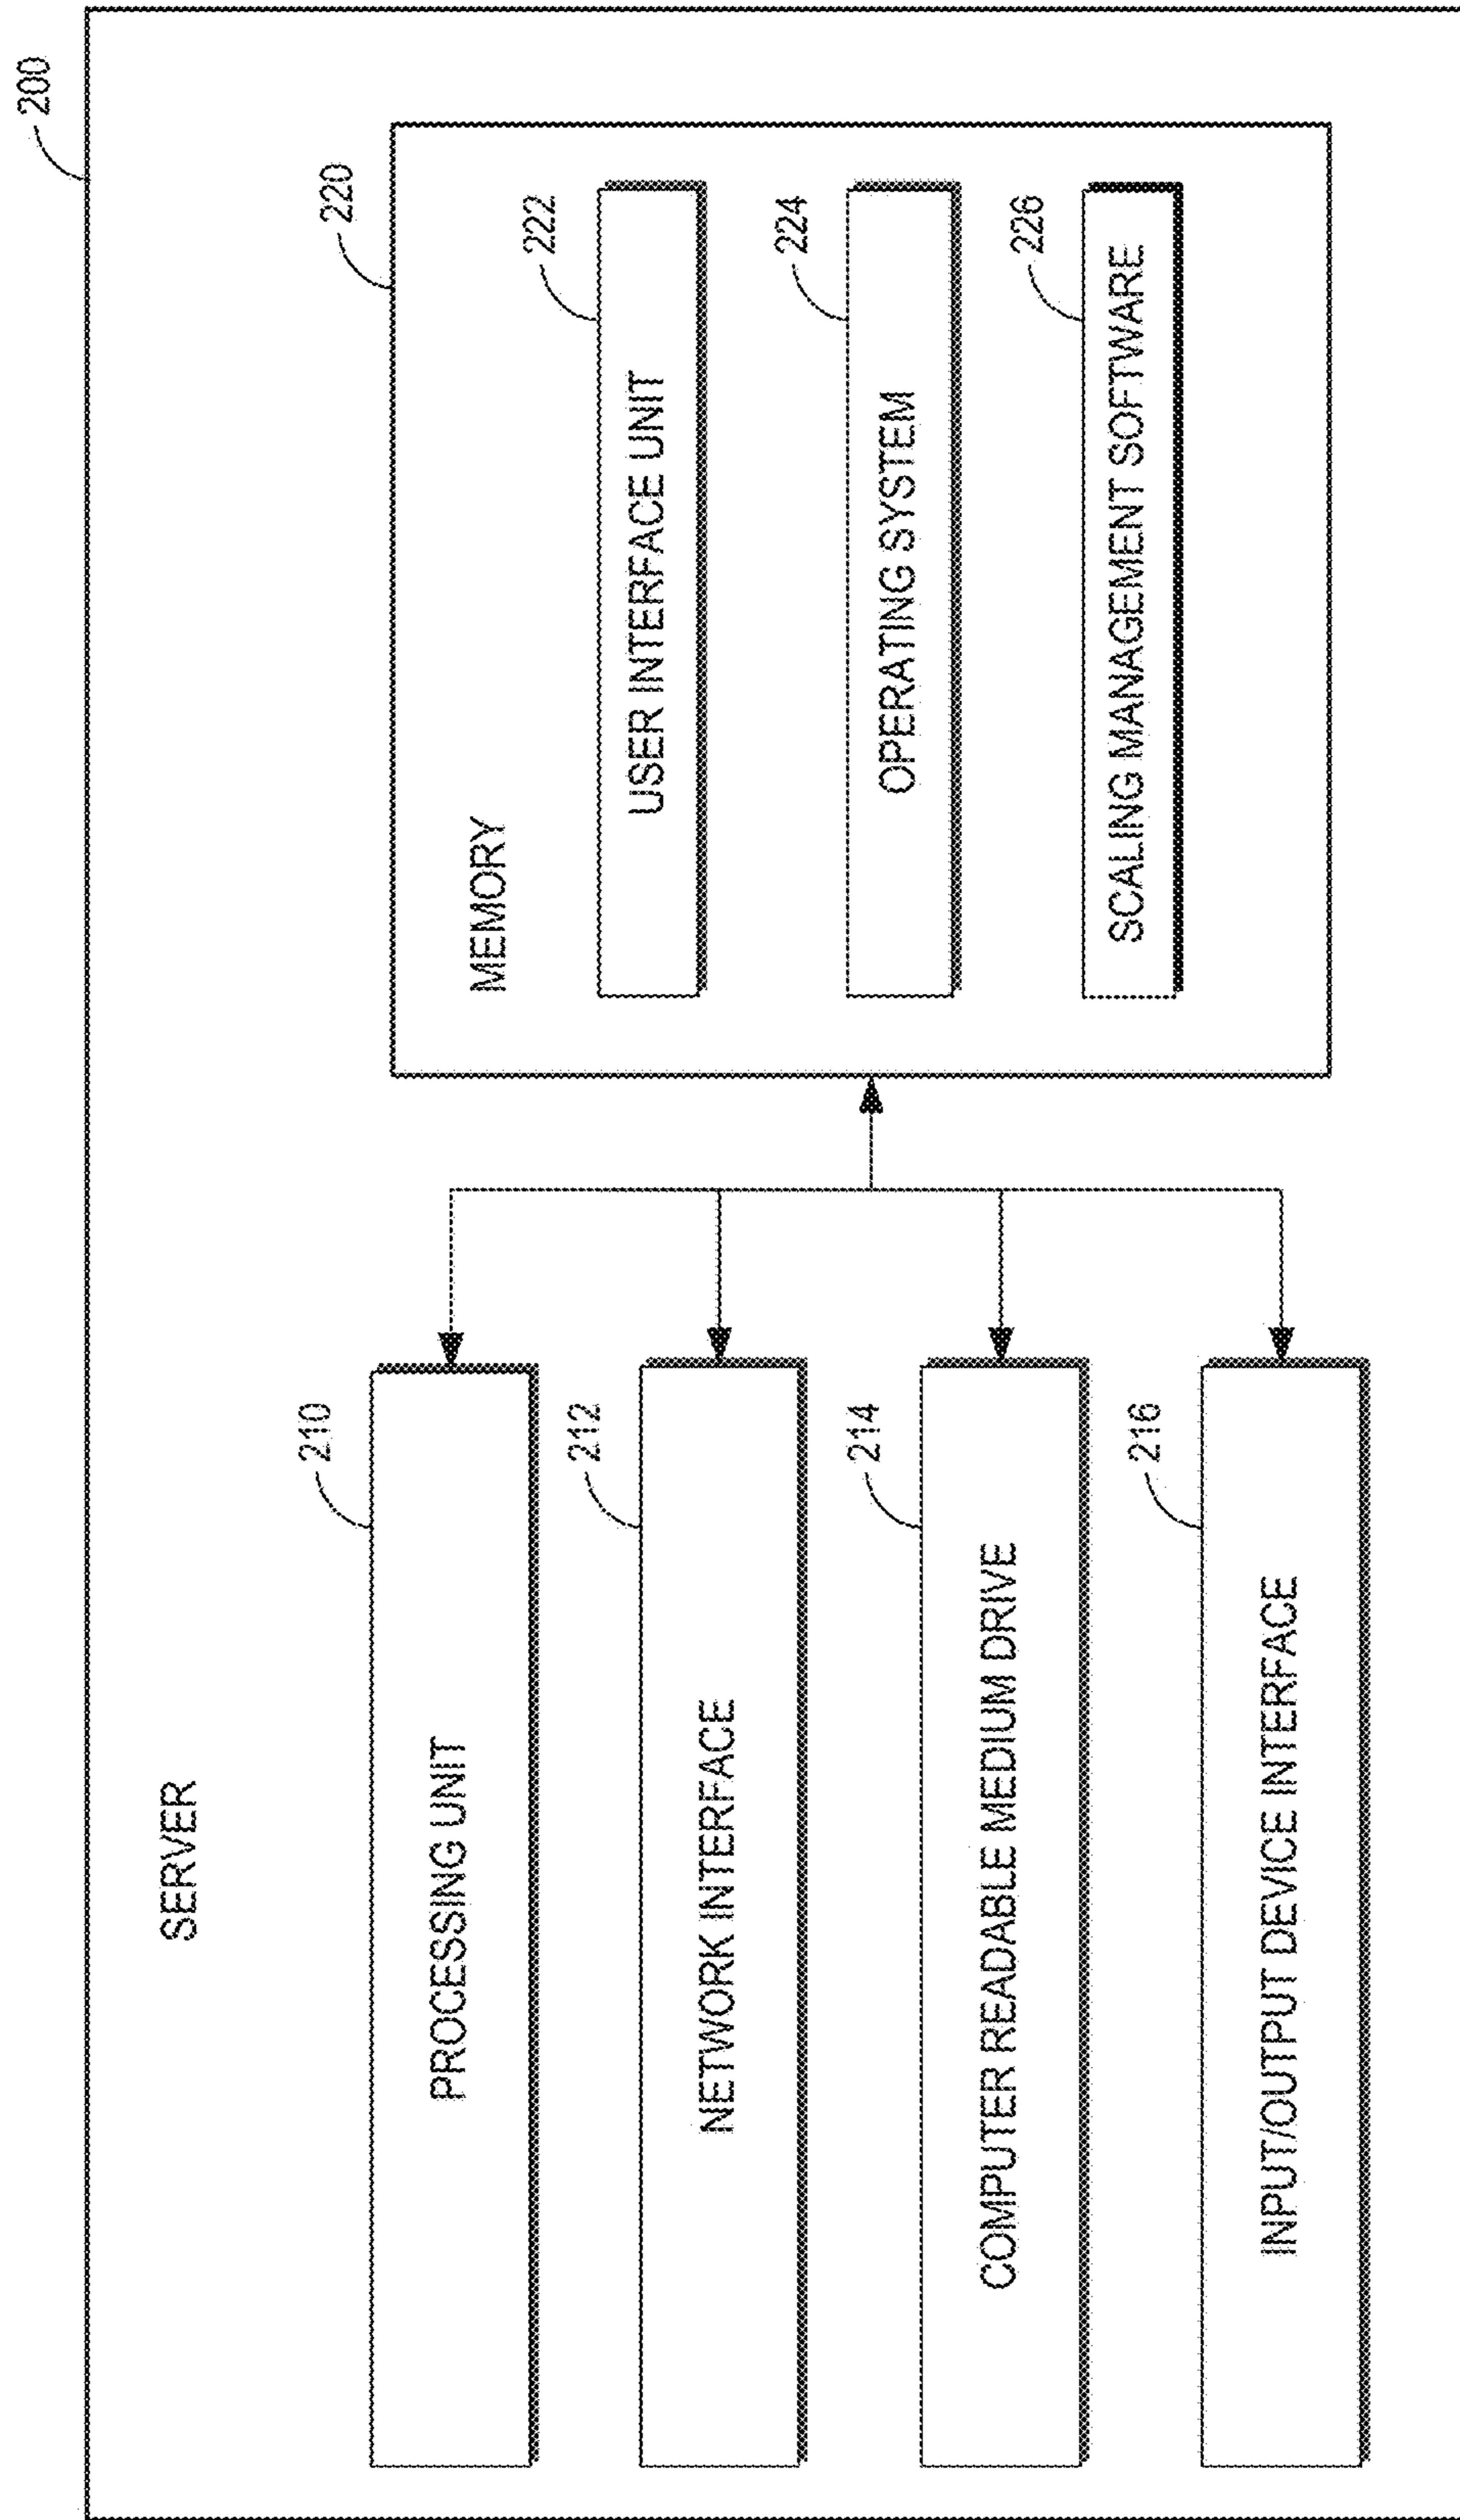 200
SERVER
210
PROCESSING UNIT
212
NETWORK INTERFACE
214
COMPUTER READABLE MEDIUM DRIVE
216
INPUT/OUTPUT DEVICE INTERFACE
220
MEMORY
222
USER INTERFACE UNIT
224
OPERATING SYSTEM
226
SCALING MANAGEMENT SOFTWARE